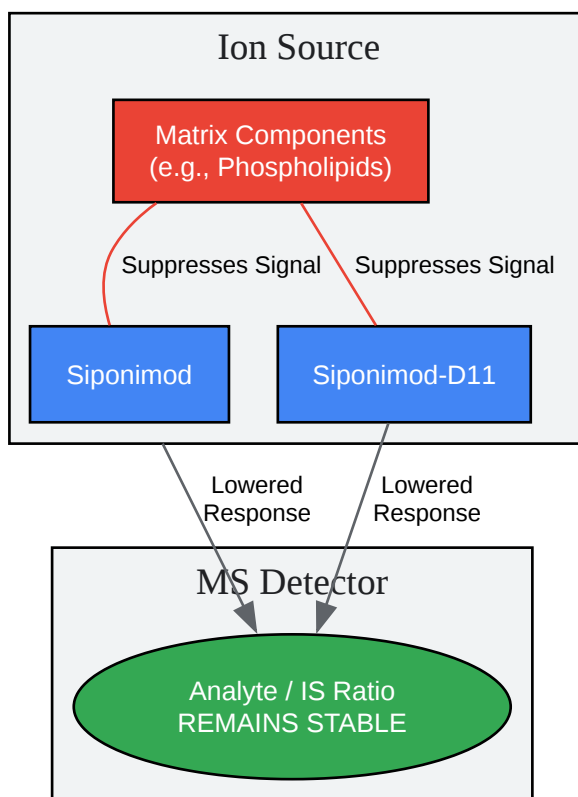 Ion Source
Matrix Components
(e.g., Phospholipids)
Suppresses Signal
Suppresses Signal
Siponimod
Siponimod-D11
Lowered
Response
Lowered
Response
MS Detector
Analyte / IS Ratio
REMAINS STABLE